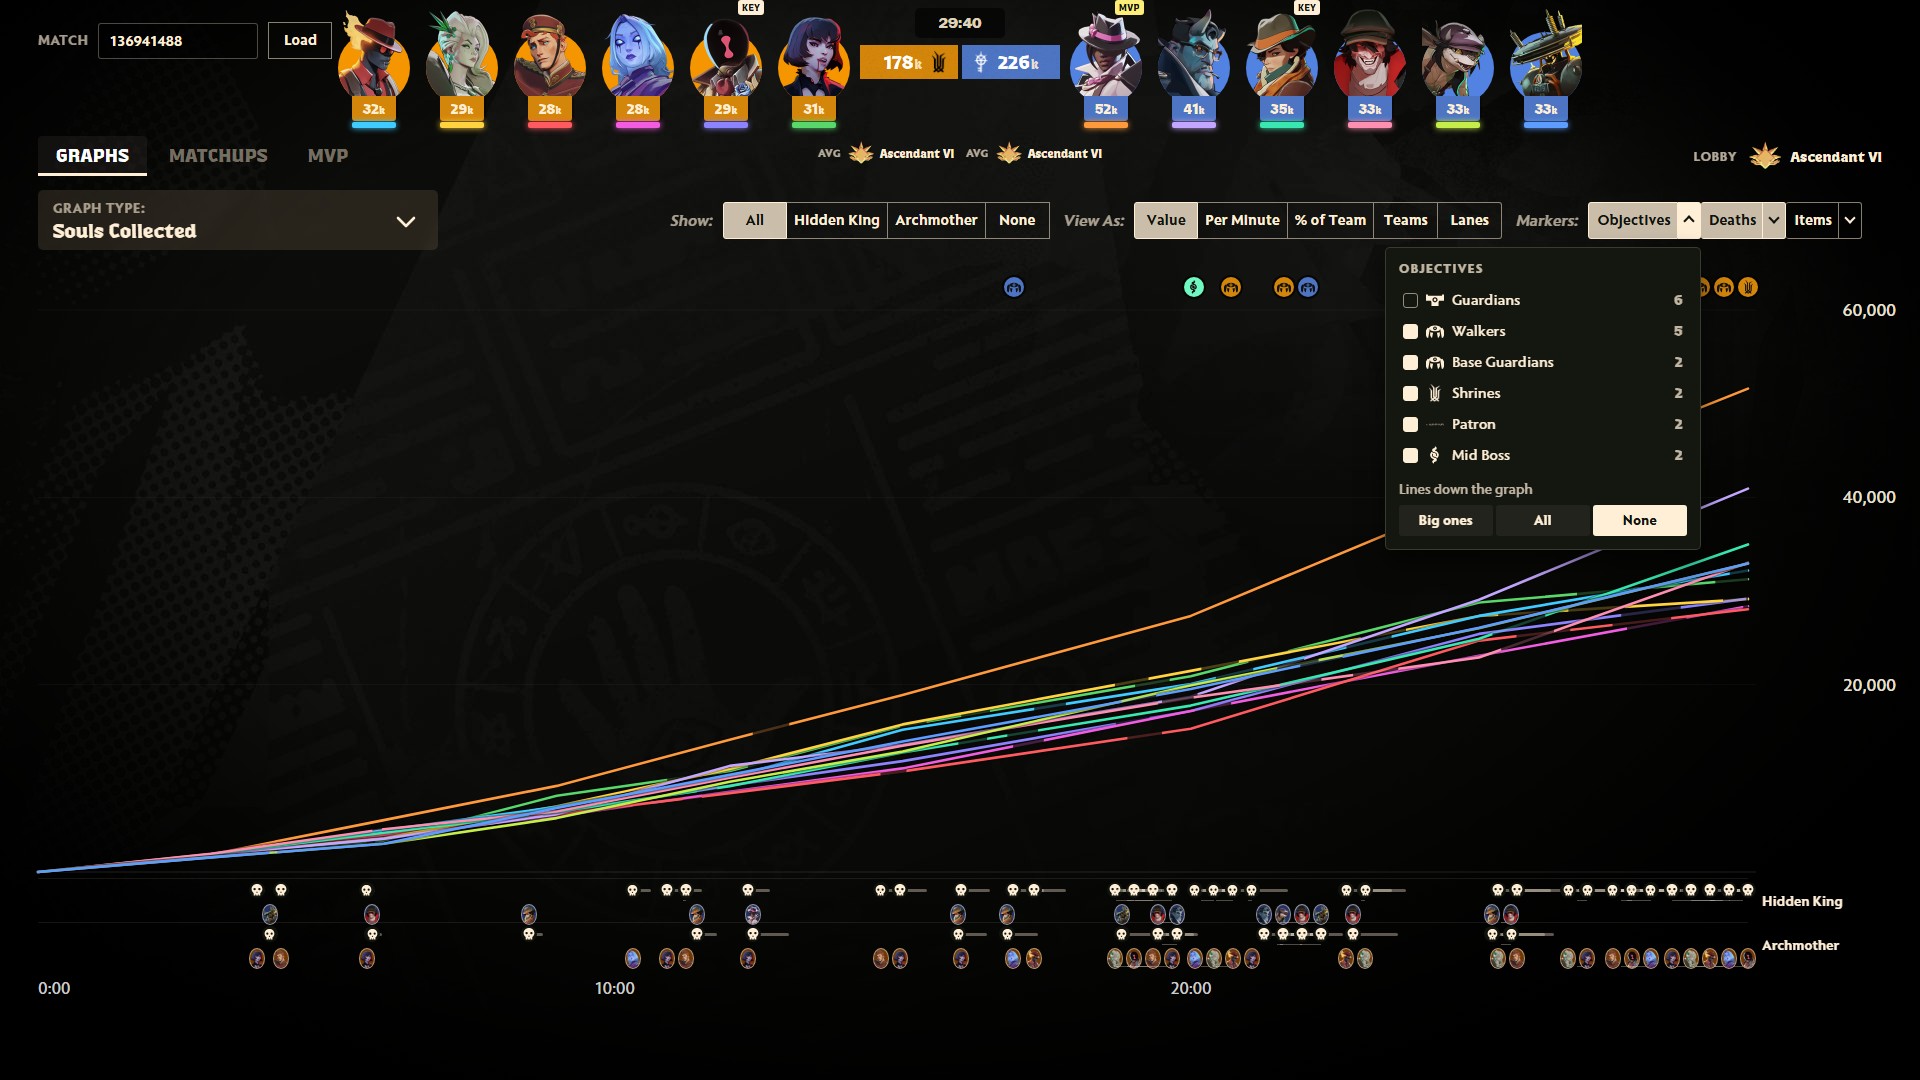 KEY
MVP
KEY
MATCH
136941488
Load
29:40
178k
226k
32k
29k
28k
28k
29k
31k
52k
41k
35k
33k
33k
33k
GRAPHS
MATCHUPS
MVP
AVG Ascendant VI
AVG Ascendant VI
LOBBY Ascendant VI
GRAPH TYPE:
Souls Collected
Show: All Hidden King Archmother None
View As: Value Per Minute % of Team Teams Lanes
Markers: Objectives Deaths Items
OBJECTIVES
Guardians 6
Walkers 5
Base Guardians 2
Shrines 2
Patron 2
Mid Boss 2
Lines down the graph
Big ones All None
60,000
40,000
20,000
Hidden King
Archmother
0:00
10:00
20:00